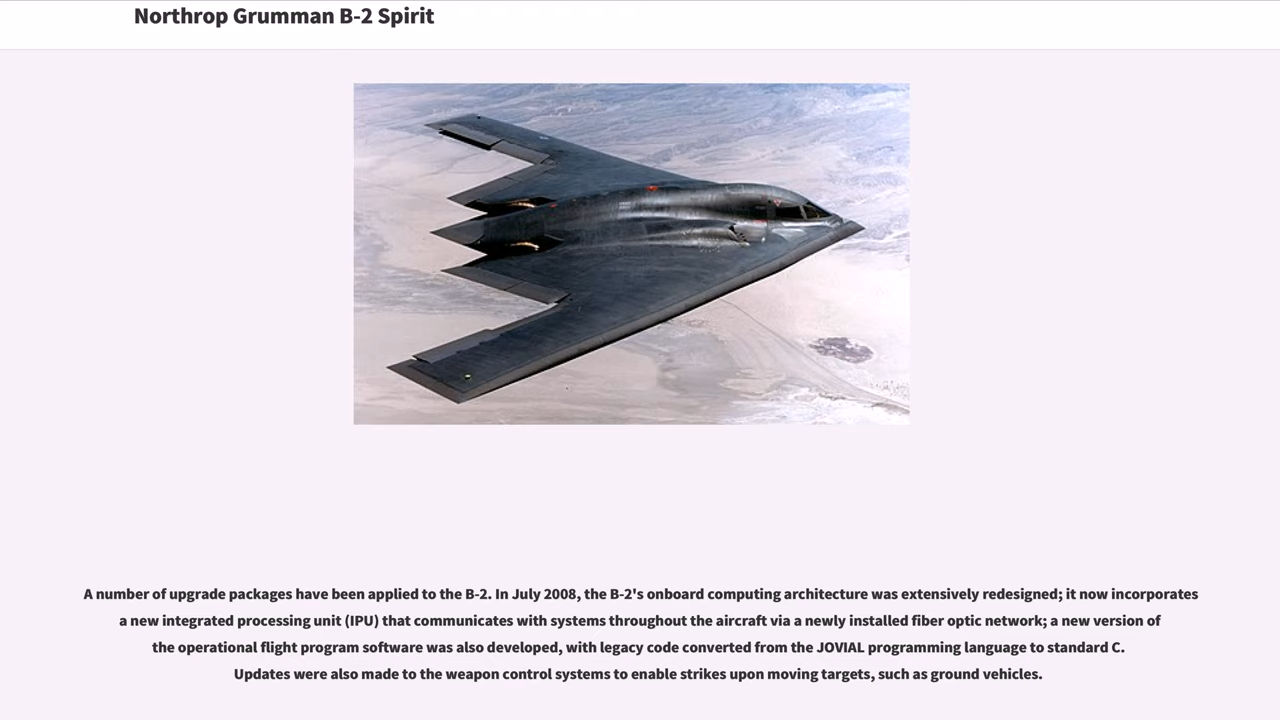 Northrop Grumman B-2 Spirit
A number of upgrade packages have been applied to the B-2. In July 2008, the B-2's onboard computing architecture was extensively redesigned; it now incorporates
a new integrated processing unit (IPU) that communicates with systems throughout the aircraft via a newly installed fiber optic network; a new version of
the operational flight program software was also developed, with legacy code converted from the JOVIAL programming language to standard C.
Updates were also made to the weapon control systems to enable strikes upon moving targets, such as ground vehicles.